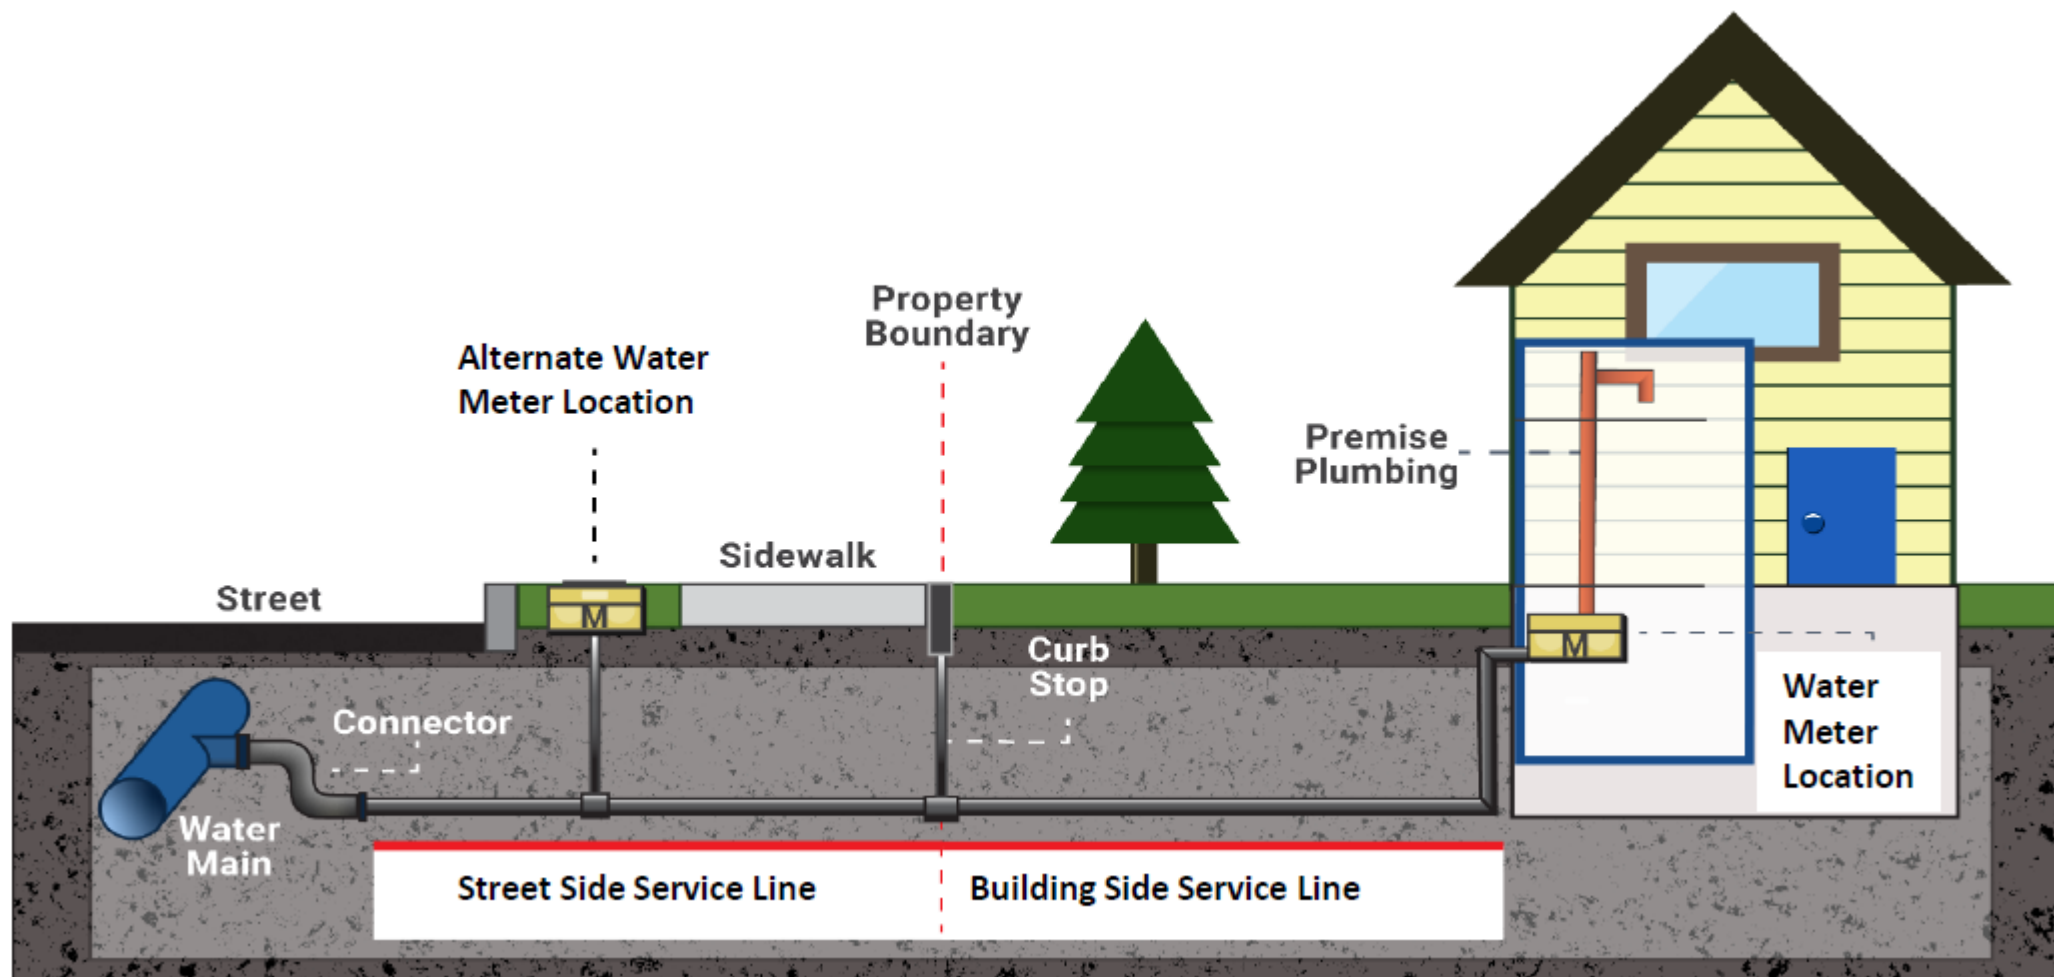 Property
Boundary
Alternate Water
Meter Location
Premise
Plumbing
Sidewalk
Street
M
Curb
Stop
M
Connector
Water
Meter
Location
Water
Main
Street Side Service Line
Building Side Service Line